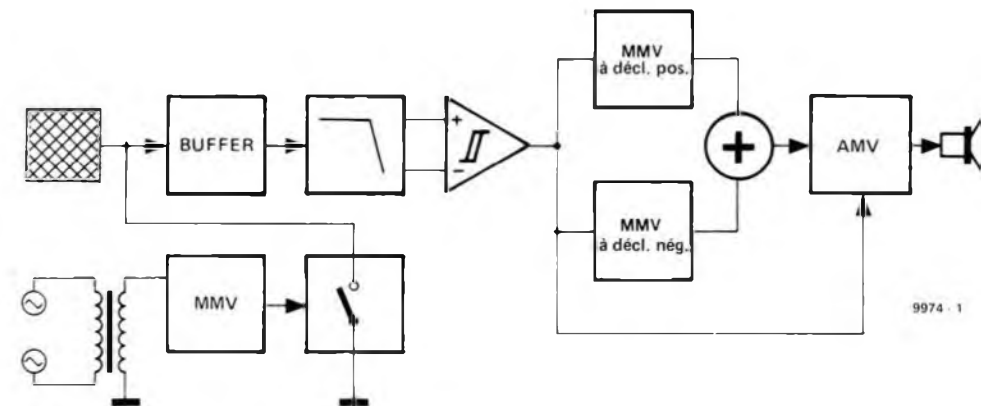 MMV
à décl. pos.
BUFFER
+
−
+
AMV
MMV
à décl. nég.
MMV
9974 - 1